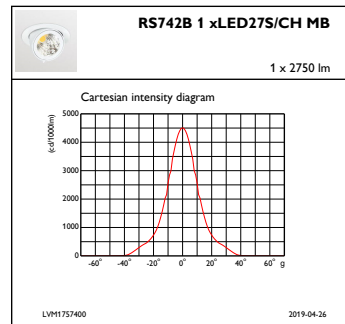 RS742B 1 xLED27S/CH MB
1 x 2750 lm
Cartesian intensity diagram
(cd/1000lm)
5000
4000
3000
2000
1000
0
-60° -40° -20° 0° 20° 40° 60° g
LVM1757400 2019-04-26